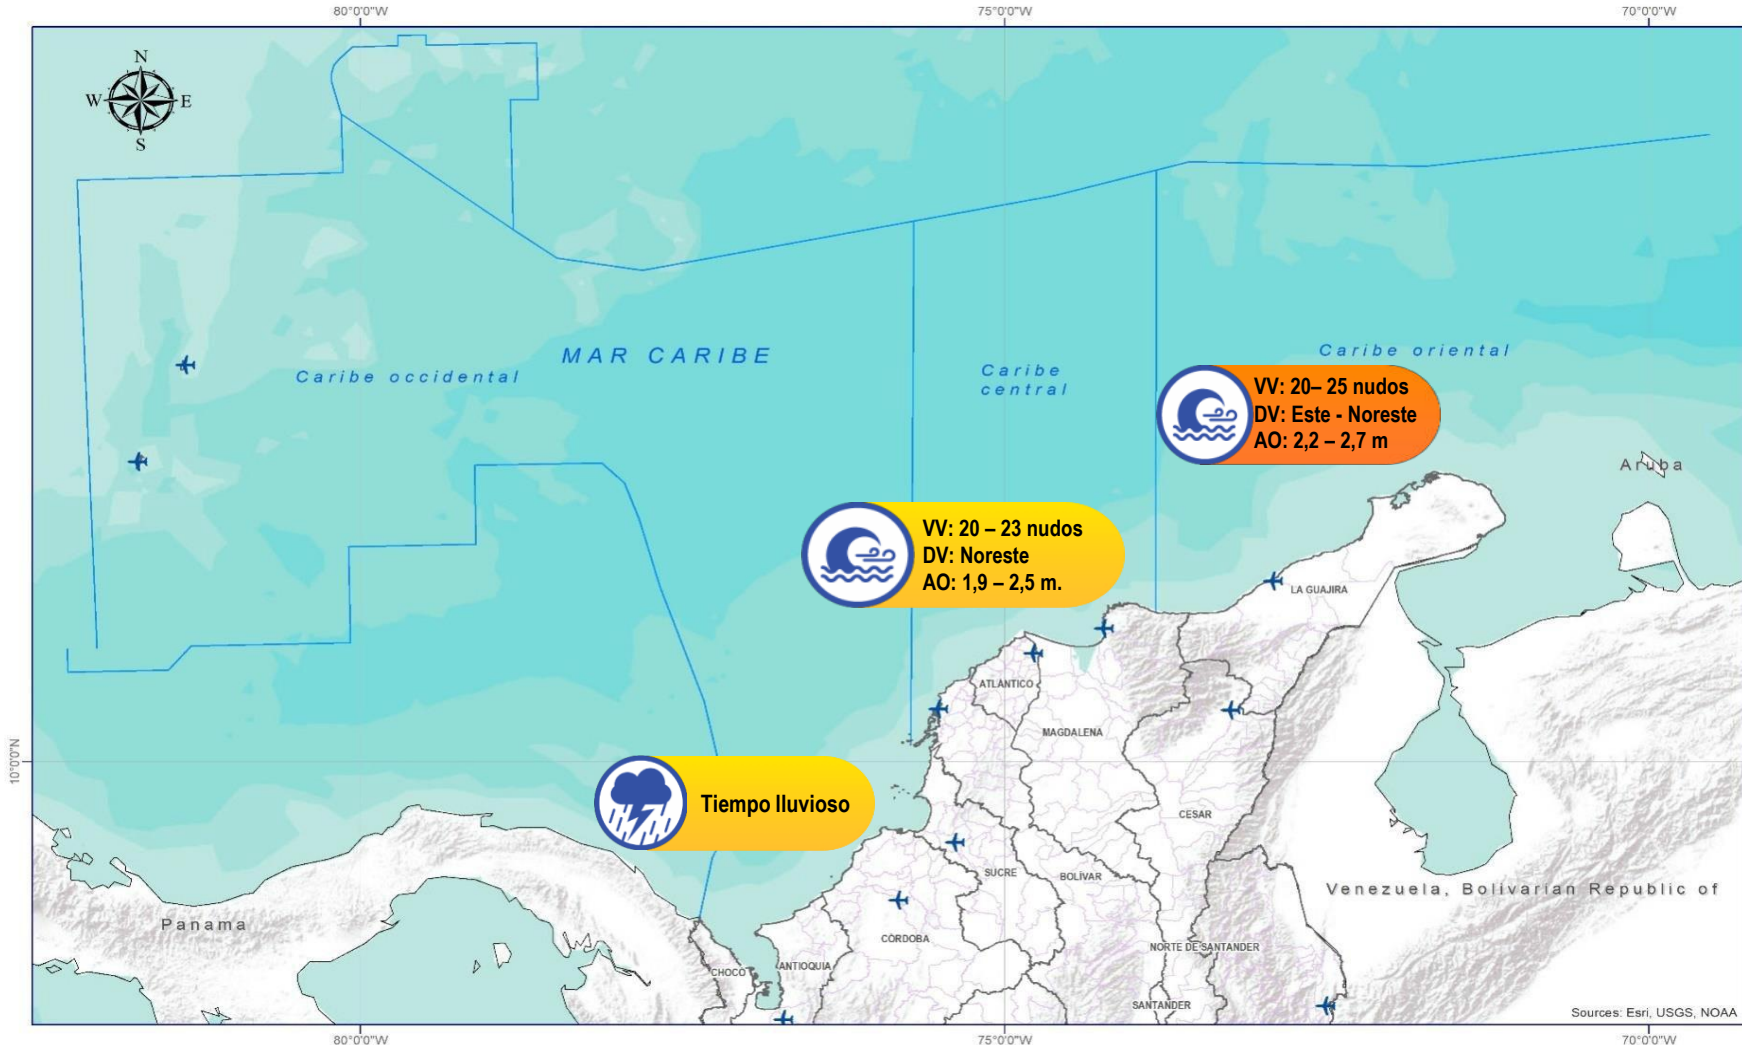 80°0'0"W
75°0'0"W
70°0'0"W
N
W
E
S
MAR CARIBE
Caribe occidental
Caribe
central
Caribe oriental
VV: 20– 25 nudos
DV: Este - Noreste
AO: 2,2 – 2,7 m
Aruba
VV: 20 – 23 nudos
DV: Noreste
AO: 1,9 – 2,5 m.
LA GUAJIRA
ATLÁNTICO
MAGDALENA
10°0'0"N
Tiempo lluvioso
CESAR
SUCRE
BOLÍVAR
Venezuela, Bolivarian Republic of
Panama
CÓRDOBA
NORTE DE SANTANDER
CHOCÓ
ANTIOQUIA
SANTANDER
Sources: Esri, USGS, NOAA
80°0'0"W
75°0'0"W
70°0'0"W